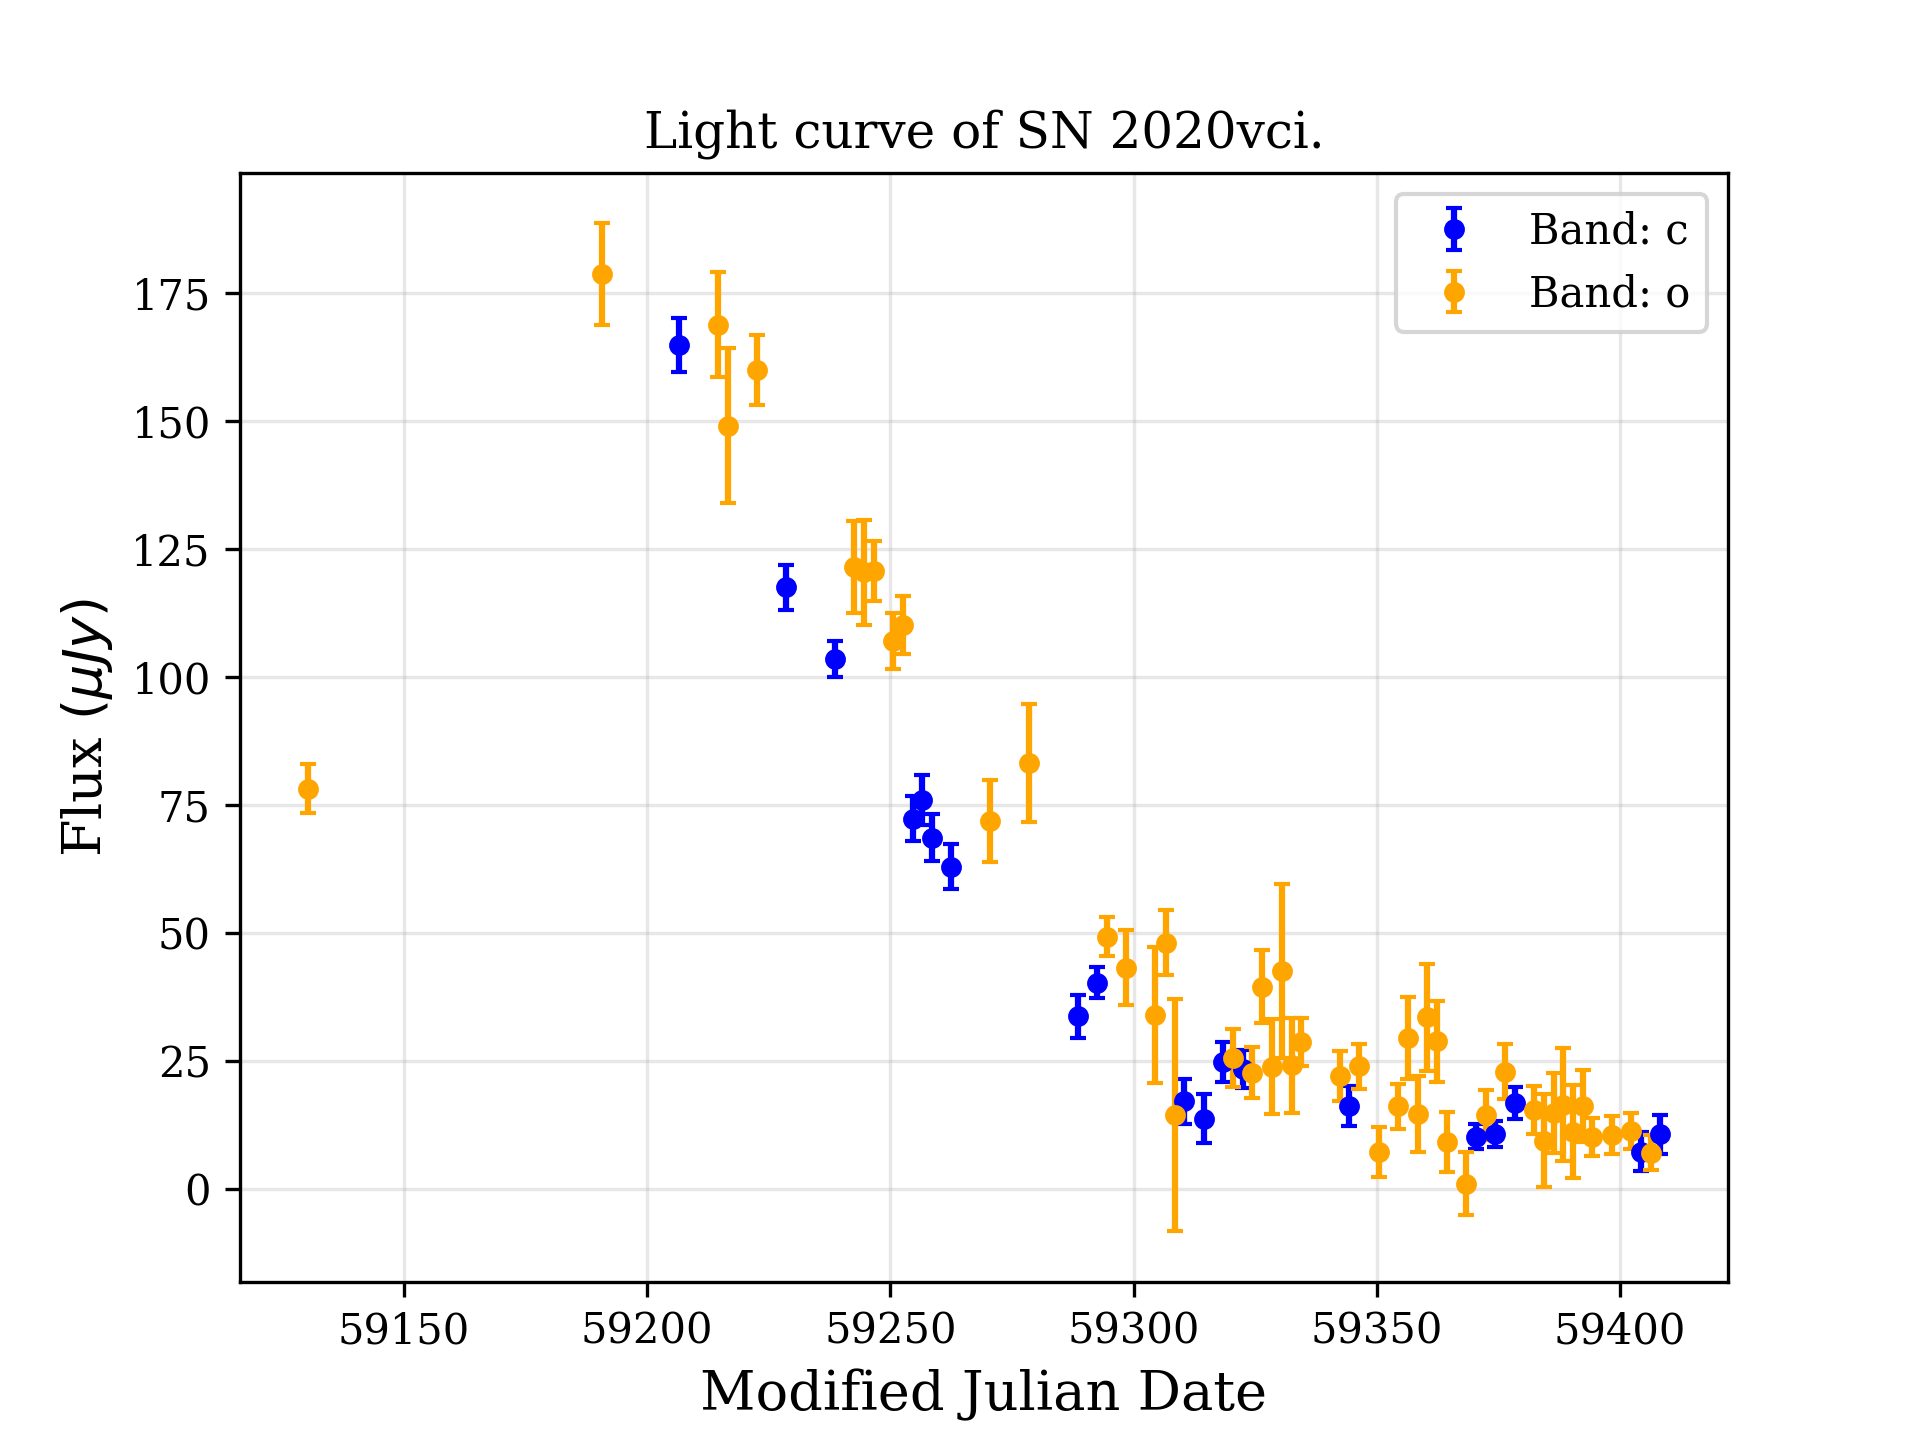 Light curve of SN 2020vci.
Band: c
Band: o
Flux (μJy)
175
150
125
100
75
50
25
0
59150 59200 59250 59300 59350 59400
Modified Julian Date